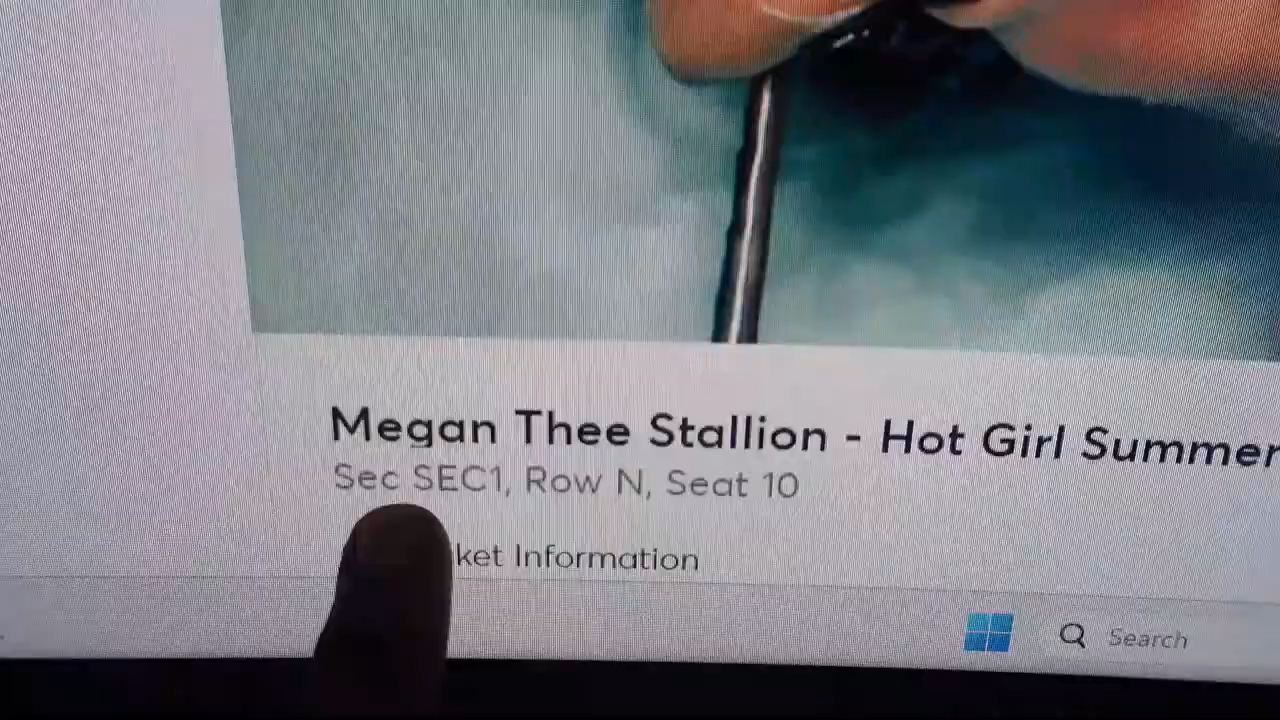 Megan Thee Stallion - Hot Girl Summer
Sec SEC1, Row N, Seat 10
ket Information
Search